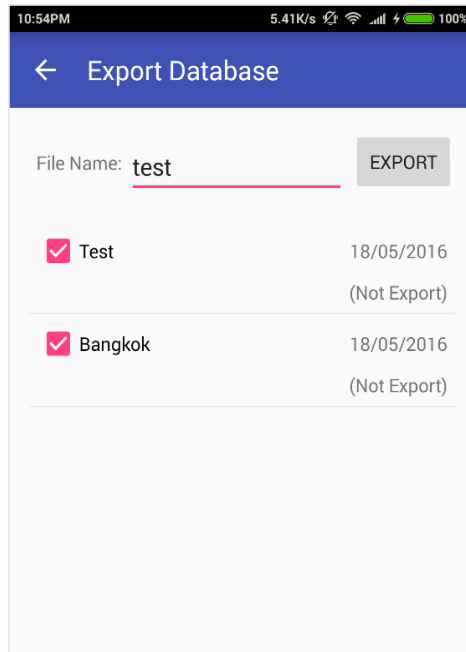 10:54PM 5.41K/s 100%
Export Database
File Name: test EXPORT
Test 18/05/2016
(Not Export)
Bangkok 18/05/2016
(Not Export)